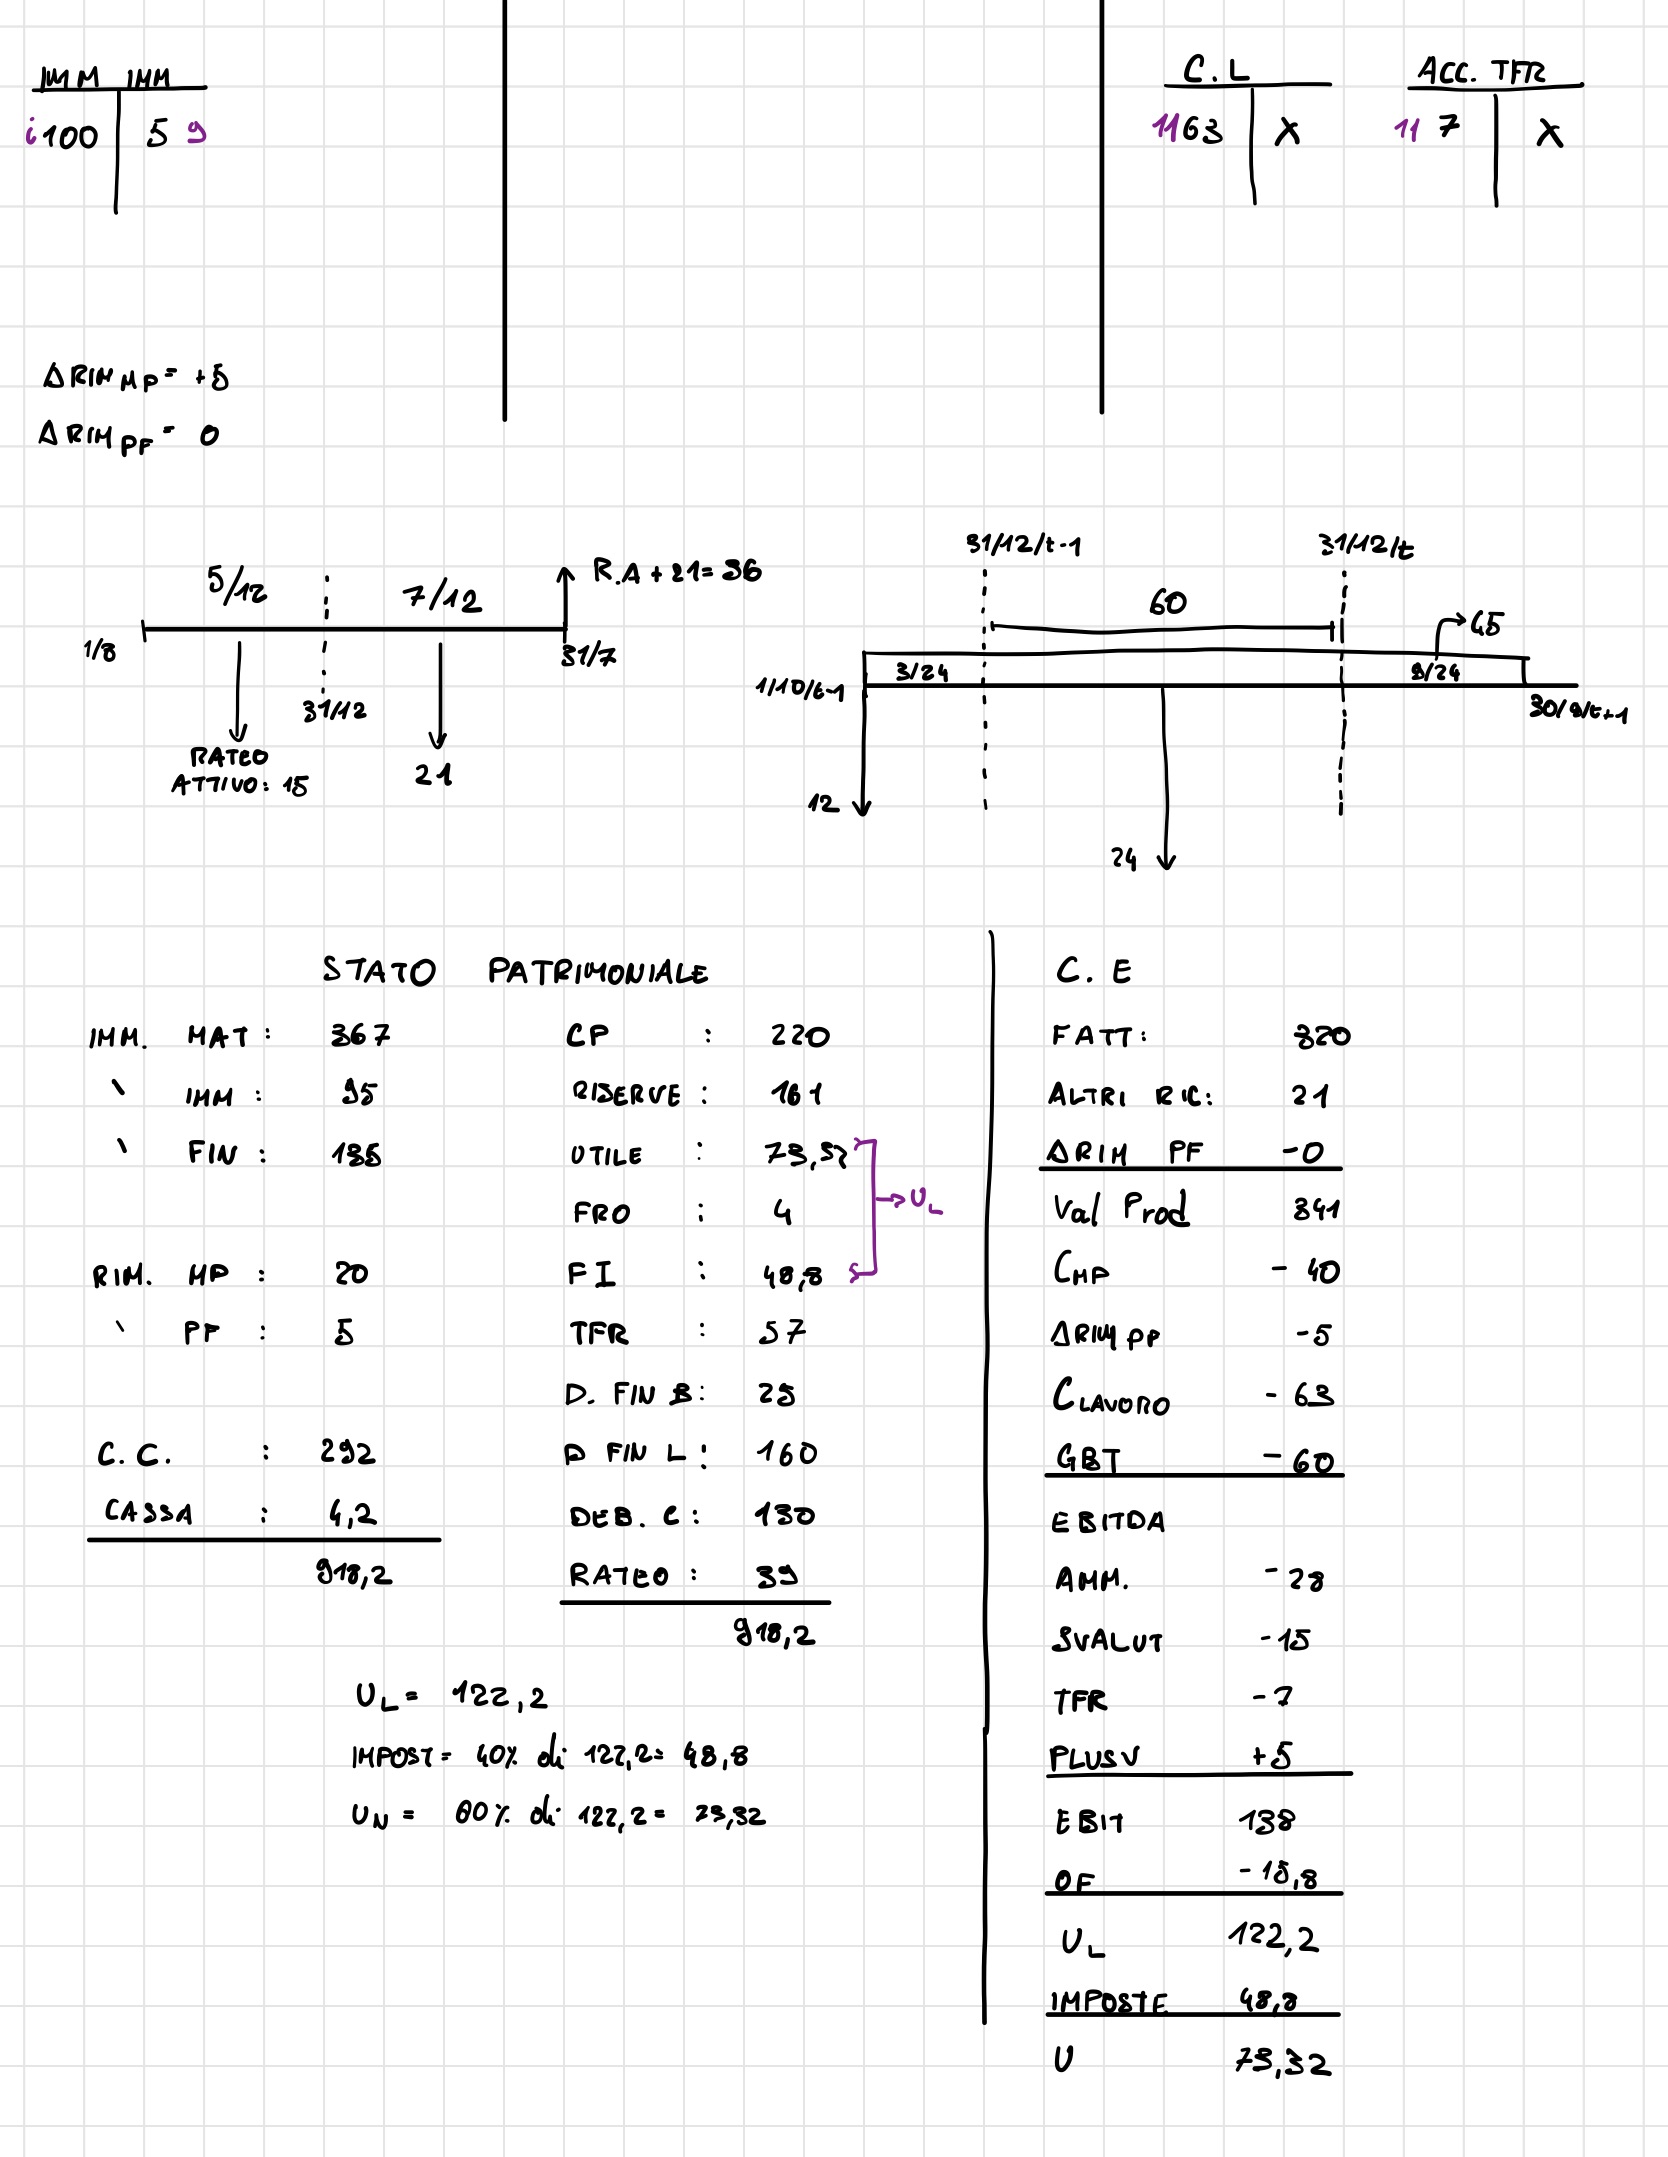 IMM IMM
i 100 5 9
C.L
1163 X
ACC. TFR
11 7 X
Δ RIM MP = +5
Δ RIM PF = 0
5/12
7/12
R.A + 21 = 36
1/8
31/12
31/7
RATEO
ATTIVO: 15
21
31/12/t-1
31/12/t
60
45
3/24
9/24
1/10/t-1
30/9/t+1
12
24
STATO PATRIMONIALE
IMM. MAT : 367
\ IMM : 95
\ FIN : 135
RIM. MP : 20
\ PF : 5
C.C. : 292
CASSA : 4,2
918,2
CP : 220
RISERVE : 161
UTILE : 73,32
→ UL
FRO : 4
FI : 48,8
TFR : 57
D. FIN B : 25
D FIN L : 160
DEB. C : 130
RATEO : 39
918,2
UL = 122,2
IMPOST = 40% di 122,2 = 48,8
UN = 60% di 122,2 = 73,32
C. E
FATT: 320
ALTRI RIC: 21
ΔRIM PF -0
Val Prod 341
CMP - 40
ΔRIM PP -5
CLAVORO - 63
GBT - 60
EBITDA
AMM. - 28
SVALUT -15
TFR -7
PLUSV +5
EBIT 138
OF -15,8
UL 122,2
IMPOSTE 48,8
U 73,32